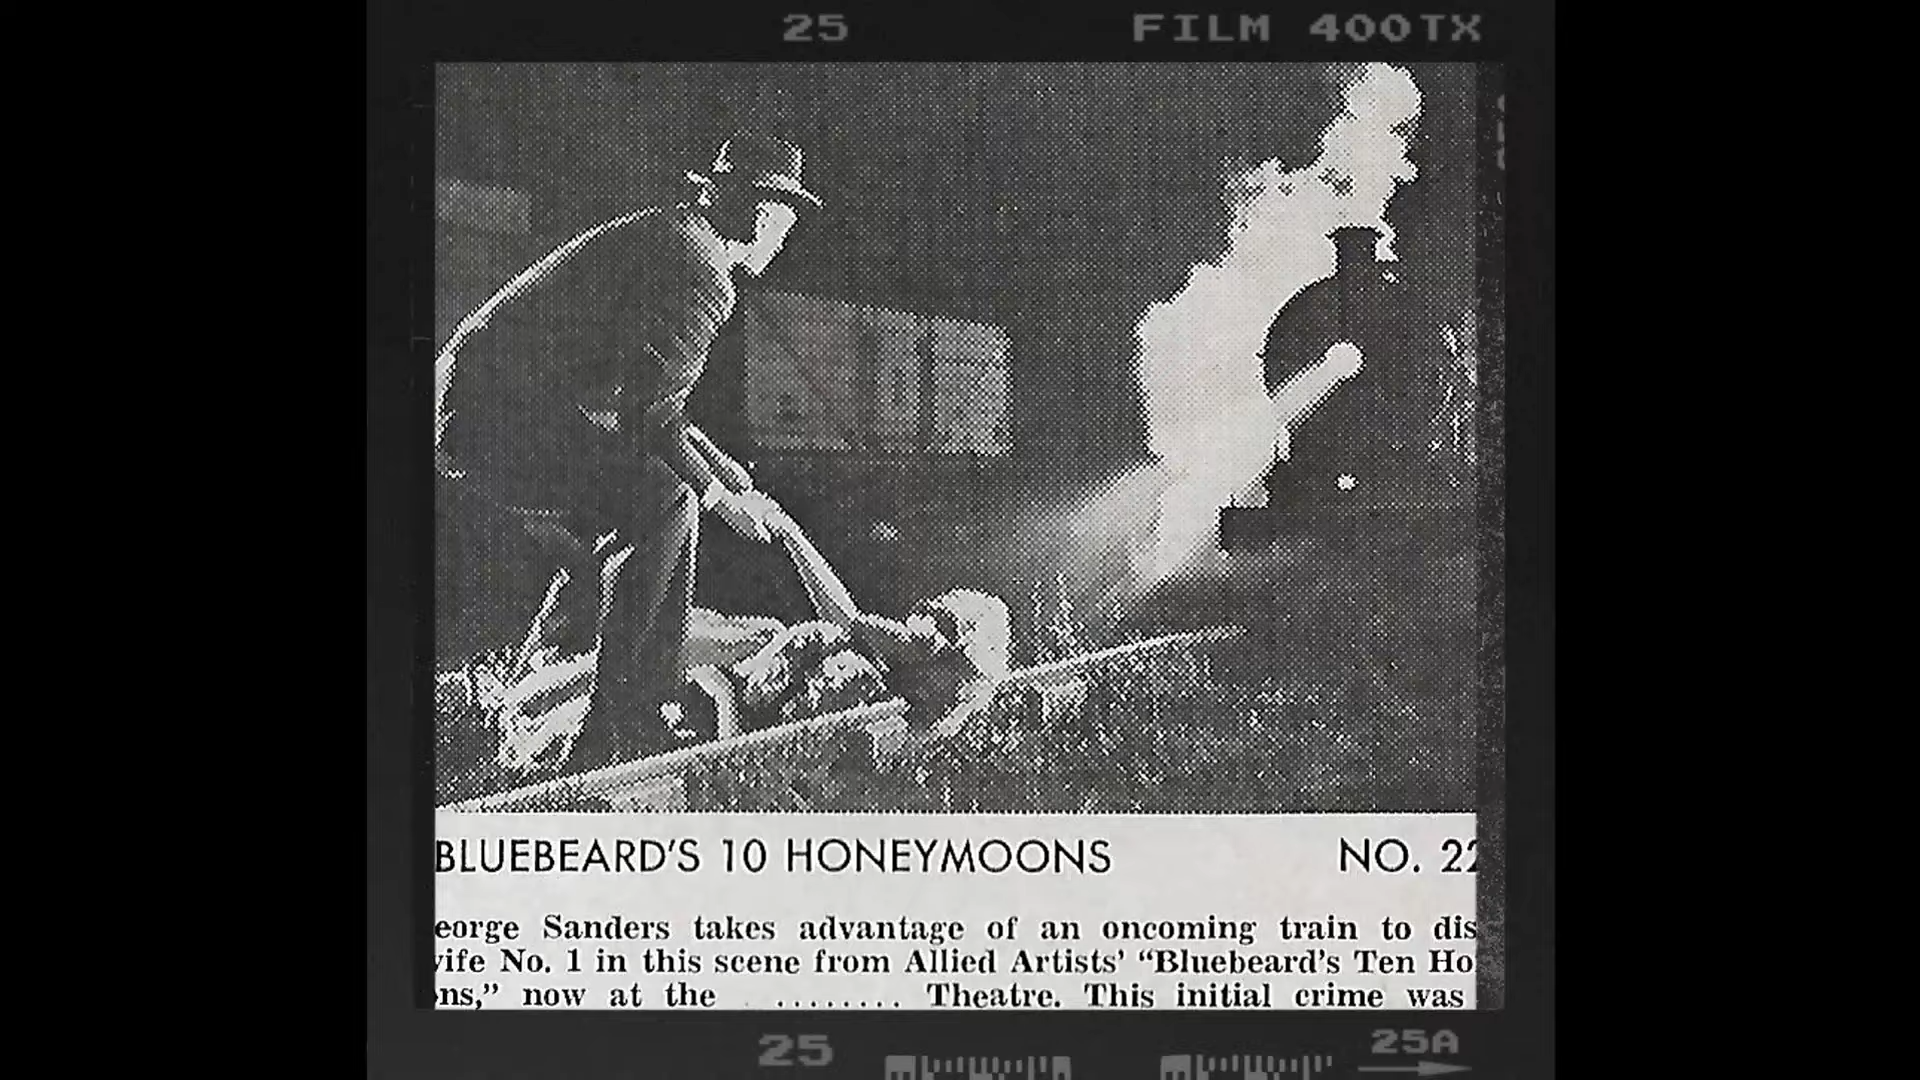 25 FILM 400TX
BLUEBEARD'S 10 HONEYMOONS NO. 22
eorge Sanders takes advantage of an oncoming train to dis
ife No. 1 in this scene from Allied Artists' “Bluebeard's Ten Ho
ns,” now at the ........ Theatre. This initial crime was
25 25A